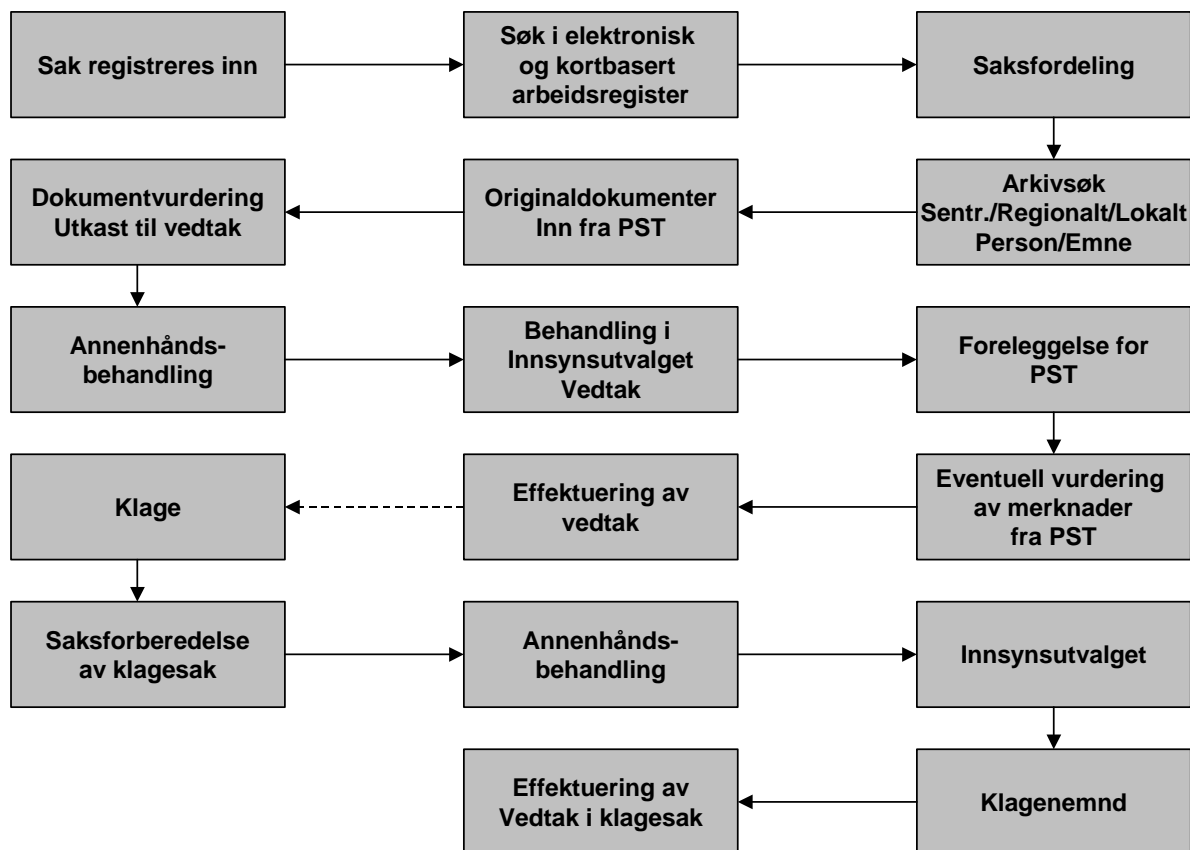 Sak registreres inn
Søk i elektronisk
og kortbasert
arbeidsregister
Saksfordeling
Dokumentvurdering
Utkast til vedtak
Originaldokumenter
Inn fra PST
Arkivsøk
Sentr./Regionalt/Lokalt
Person/Emne
Annenhånds-
behandling
Behandling i
Innsynsutvalget
Vedtak
Foreleggelse for
PST
Klage
Effektuering av
vedtak
Eventuell vurdering
av merknader
fra PST
Saksforberedelse
av klagesak
Annenhånds-
behandling
Innsynsutvalget
Effektuering av
Vedtak i klagesak
Klagenemnd